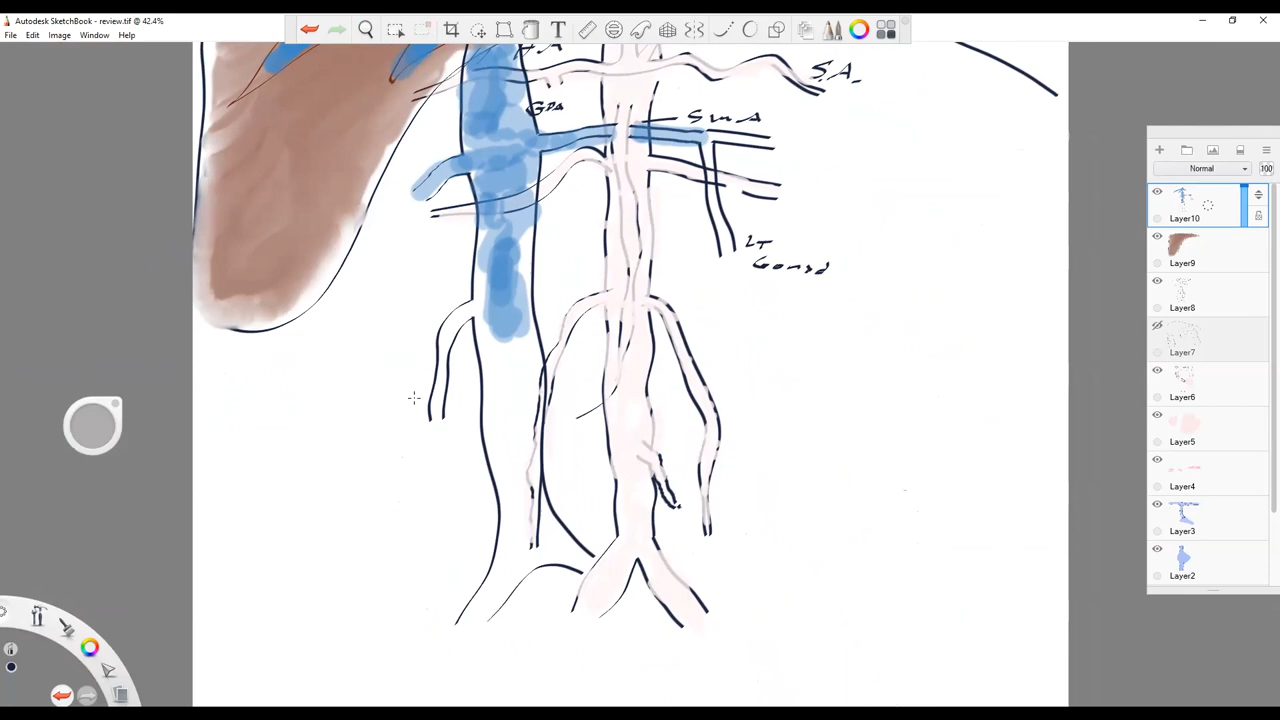 Autodesk SketchBook - review.tif @ 42.4%
File Edit Image Window Help
S.A.
GDA
SMA
LT
Gonad
Normal
100
Layer10
Layer9
Layer8
Layer7
Layer6
Layer5
Layer4
Layer3
Layer2